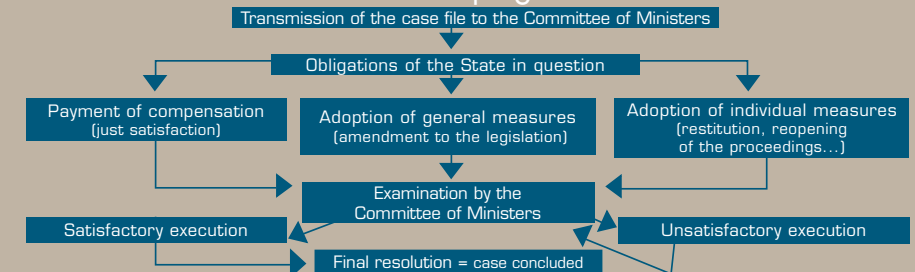 Transmission of the case file to the Committee of Ministers
Obligations of the State in question
Payment of compensation
(just satisfaction)
Adoption of general measures
(amendment to the legislation)
Adoption of individual measures
(restitution, reopening
of the proceedings...)
Examination by the
Committee of Ministers
Satisfactory execution
Unsatisfactory execution
Final resolution = case concluded